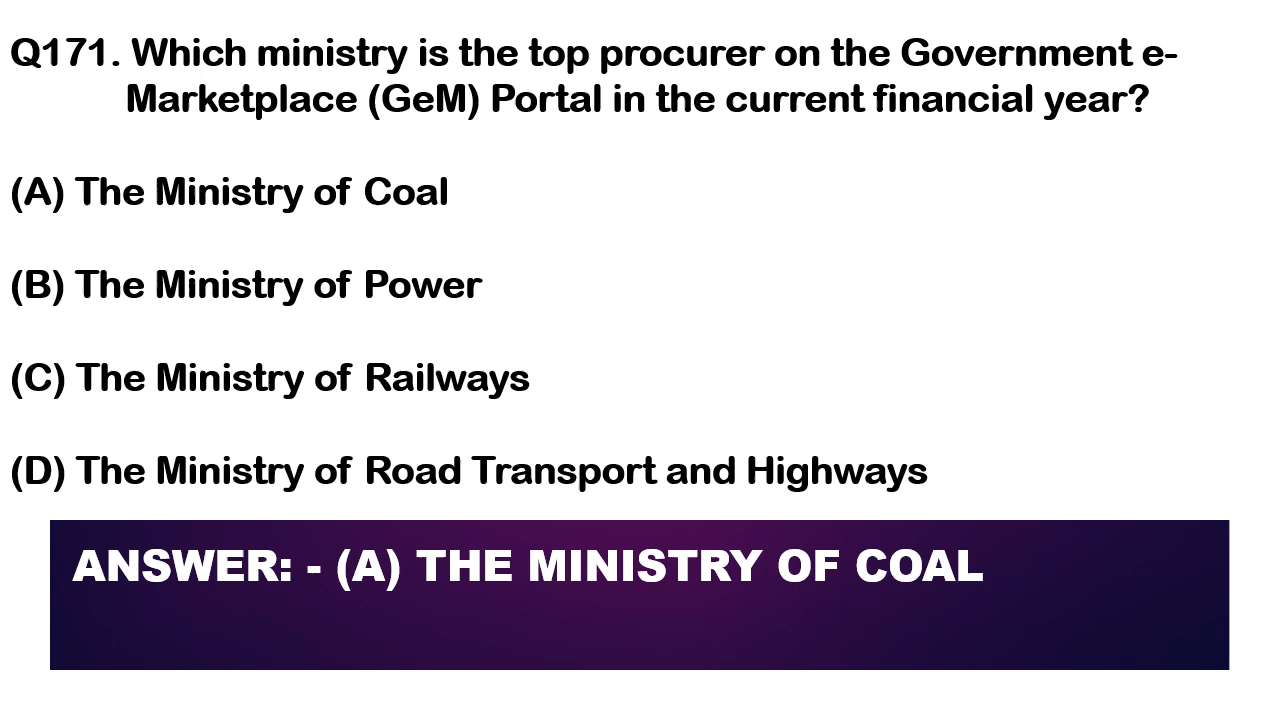 Q171. Which ministry is the top procurer on the Government e-
Marketplace (GeM) Portal in the current financial year?
(A) The Ministry of Coal
(B) The Ministry of Power
(C) The Ministry of Railways
(D) The Ministry of Road Transport and Highways
ANSWER: - (A) THE MINISTRY OF COAL